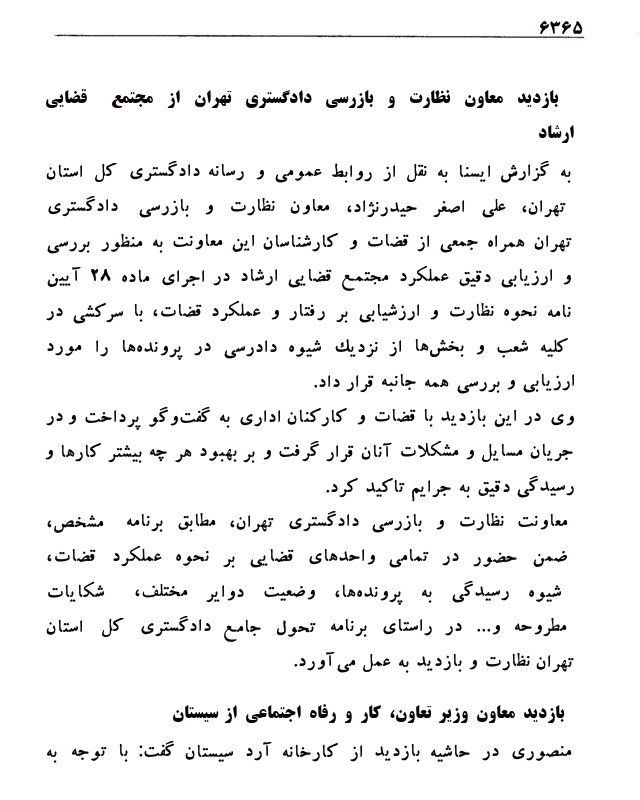 ۶۳۶۵
بازدید معاون نظارت و بازرسی دادگستری تهران از مجتمع قضایی
ارشاد
به گزارش ایسنا به نقل از روابط عمومی و رسانه دادگستری کل استان
تهران، علی اصغر حیدرنژاد، معاون نظارت و بازرسی دادگستری
تهران همراه جمعی از قضات و کارشناسان این معاونت به منظور بررسی
و ارزیابی دقیق عملکرد مجتمع قضایی ارشاد در اجرای ماده ۲۸ آیین
نامه نحوه نظارت و ارزشیابی بر رفتار و عملکرد قضات، با سرکشی در
کلیه شعب و بخش‌ها از نزدیك شیوه دادرسی در پرونده‌ها را مورد
ارزیابی و بررسی همه جانبه قرار داد.
وی در این بازدید با قضات و کارکنان اداری به گفت‌وگو پرداخت و در
جریان مسایل و مشکلات آنان قرار گرفت و بر بهبود هر چه بیشتر کارها و
رسیدگی دقیق به جرایم تاکید کرد.
معاونت نظارت و بازرسی دادگستری تهران، مطابق برنامه مشخص،
ضمن حضور در تمامی واحدهای قضایی بر نحوه عملکرد قضات،
شیوه رسیدگی به پرونده‌ها، وضعیت دوایر مختلف، شکایات
مطروحه و... در راستای برنامه تحول جامع دادگستری کل استان
تهران نظارت و بازدید به عمل می‌آورد.
بازدید معاون وزیر تعاون، کار و رفاه اجتماعی از سیستان
منصوری در حاشیه بازدید از کارخانه آرد سیستان گفت: با توجه به